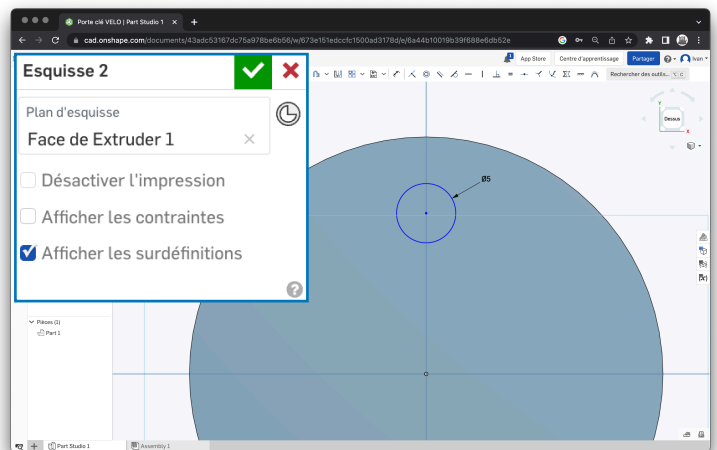 Porte clé VELO | Part Studio 1
cad.onshape.com/documents/43adc53167dc75a978be6b56/w/673e151edccfc1500ad3178d/e/6a44b10019b39f688e6db52e
App Store
Centre d'apprentissage
Partager
Ivan
Esquisse 2
Rechercher des outils...
Plan d'esquisse
Face de Extruder 1
Désactiver l'impression
Afficher les contraintes
Afficher les surdéfinitions
Y
Dessus
X
Ø5
Pièces (1)
Part 1
Part Studio 1
Assembly 1